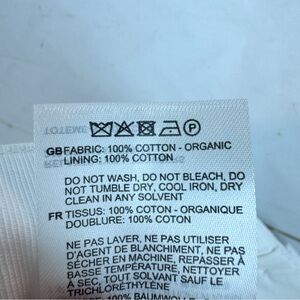 TOTEME
GB FABRIC: 100% COTTON - ORGANIC
LINING: 100% COTTON
DO NOT WASH, DO NOT BLEACH, DO
NOT TUMBLE DRY, COOL IRON, DRY
CLEAN IN ANY SOLVENT
FR TISSUS: 100% COTON - ORGANIQUE
DOUBLURE: 100% COTON
NE PAS LAVER, NE PAS UTILISER
D'AGENT DE BLANCHIMENT, NE PAS
SÉCHER EN MACHINE, REPASSER À
BASSE TEMPÉRATURE, NETTOYER
À SEC, TOUT SOLVANT SAUF LE
TRICHLORÉTHYLÈNE
100% BAUMWOLLE